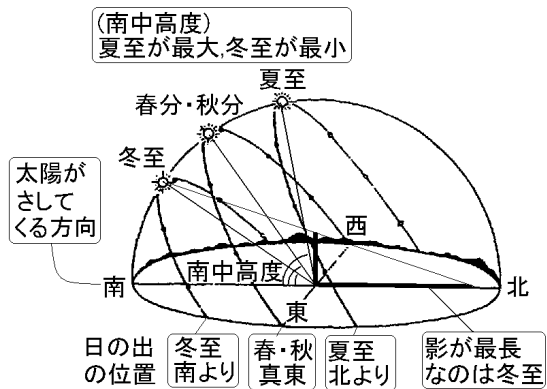 (南中高度)
夏至が最大,冬至が最小
夏至
春分・秋分
冬至
太陽が
さして
くる方向
西
南中高度
南
北
東
日の出
の位置
冬至
南より
春・秋
真東
夏至
北より
影が最長
なのは冬至